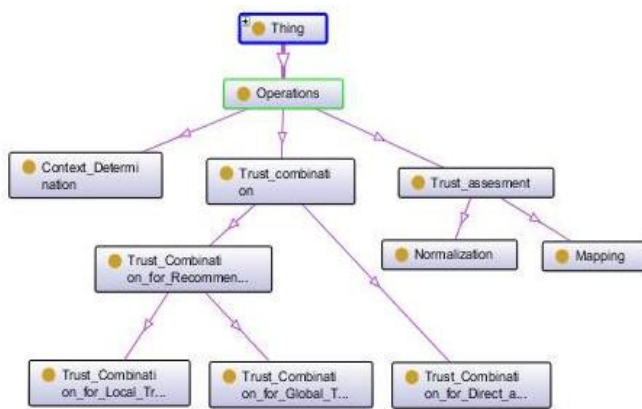 Thing
Operations
Context_Determi
nation
Trust_combinati
on
Trust_assesment
Trust_Combinati
on_for_Recommen...
Normalization
Mapping
Trust_Combinati
on_for_Local_Tr...
Trust_Combinati
on_for_Global_T...
Trust_Combinati
on_for_Direct_a...